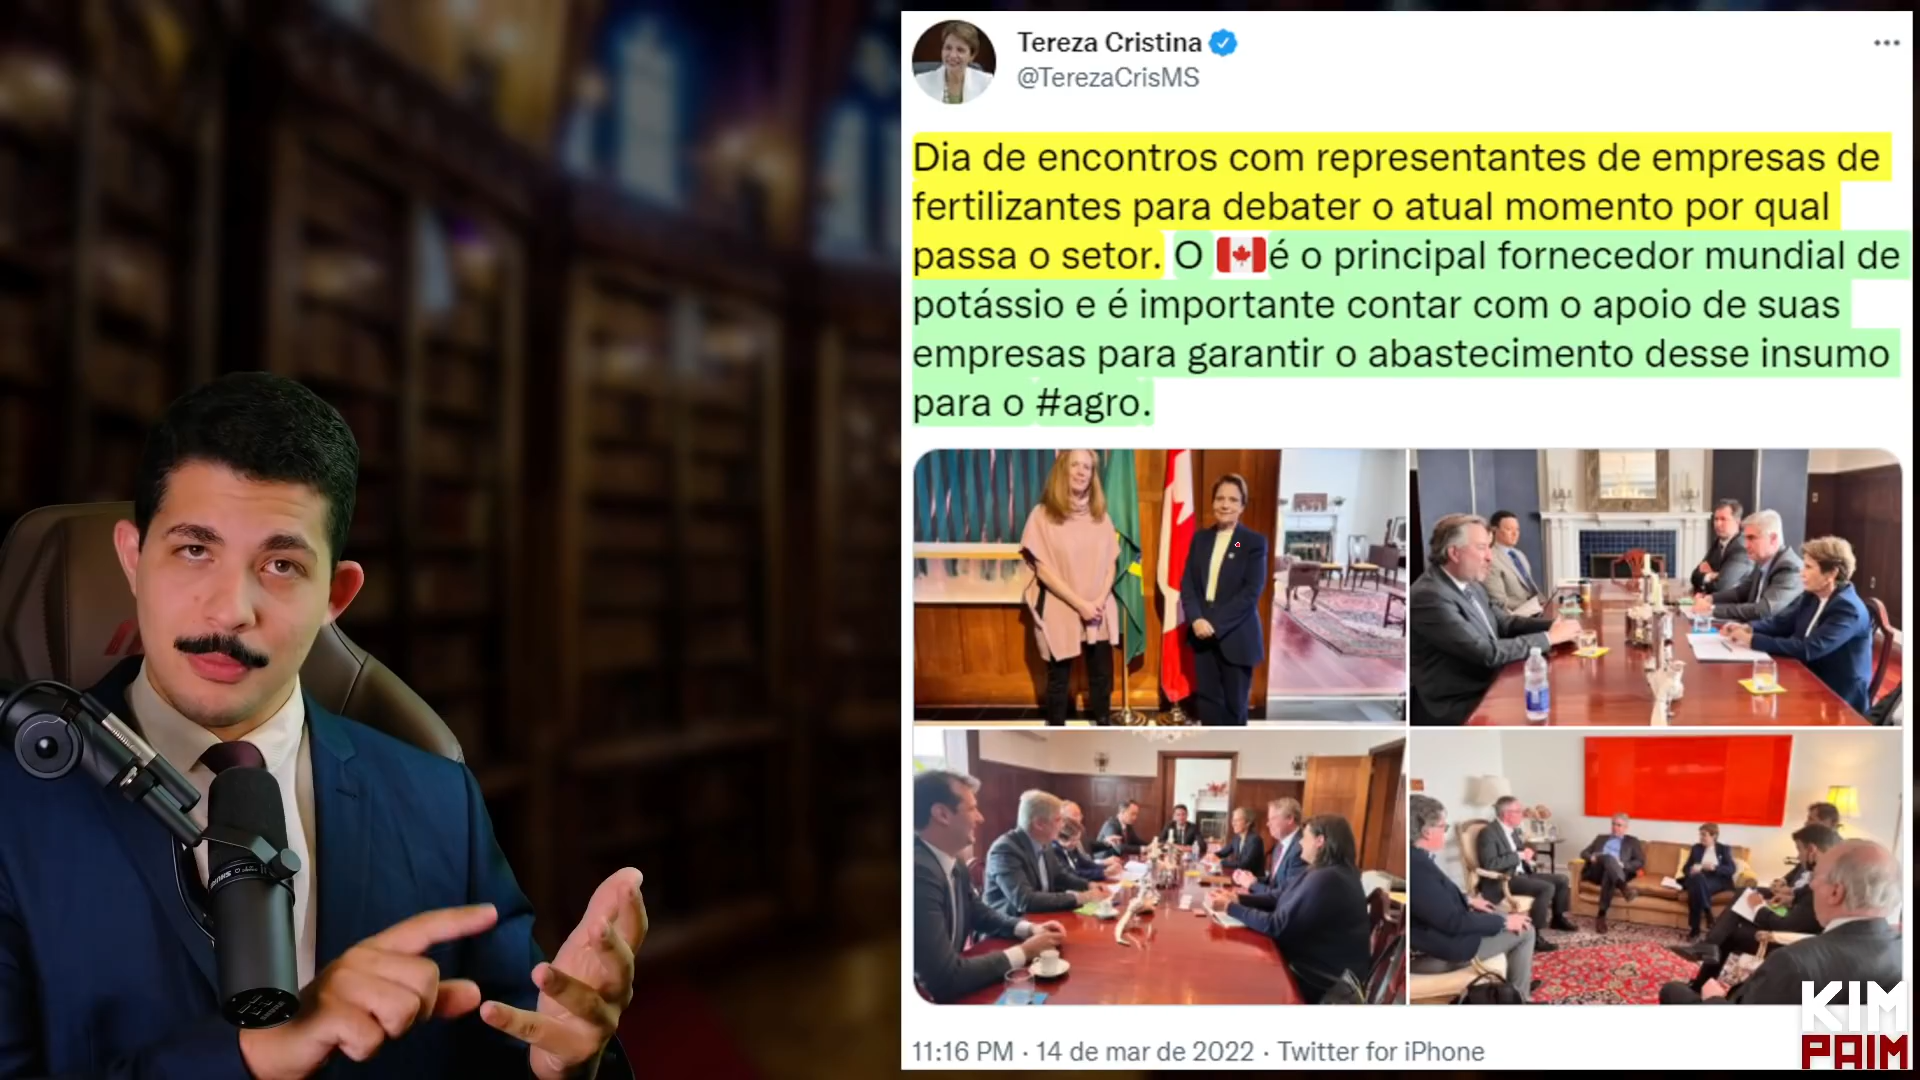 Tereza Cristina
@TerezaCrisMS
Dia de encontros com representantes de empresas de
fertilizantes para debater o atual momento por qual
passa o setor. O 🇨🇦é o principal fornecedor mundial de
potássio e é importante contar com o apoio de suas
empresas para garantir o abastecimento desse insumo
para o #agro.
11:16 PM · 14 de mar de 2022 · Twitter for iPhone
KIM
PAIM